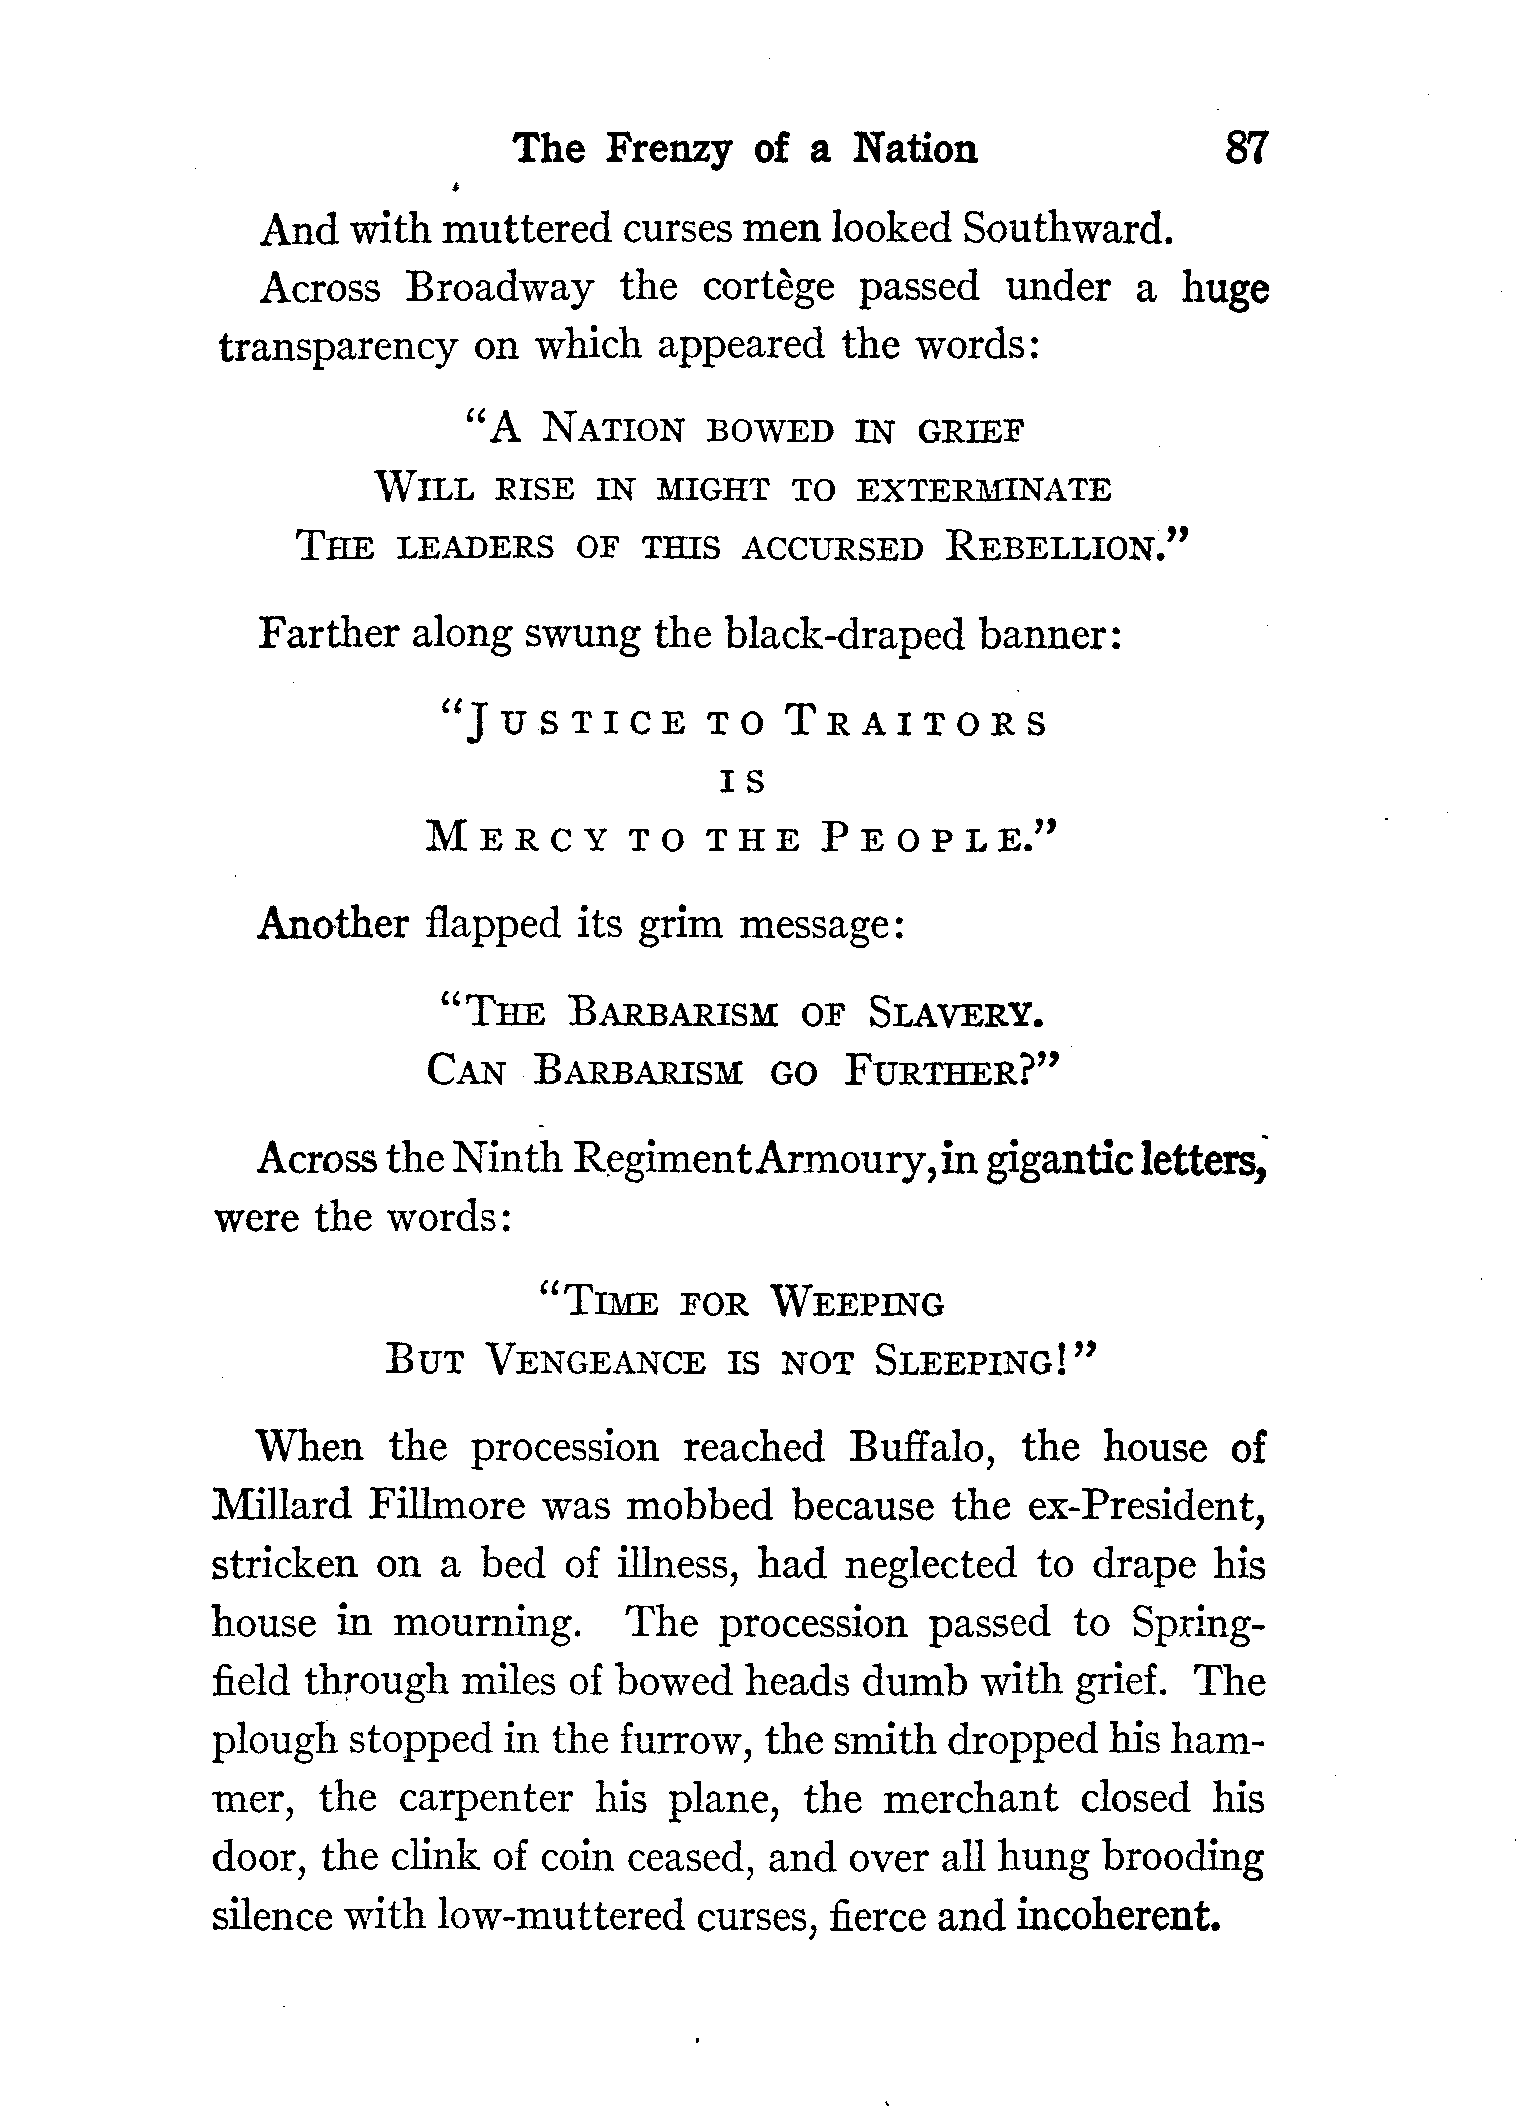 The Frenzy of a Nation 87
And with muttered curses men looked Southward.
Across Broadway the cortège passed under a huge
transparency on which appeared the words:
"A NATION BOWED IN GRIEF
WILL RISE IN MIGHT TO EXTERMINATE
THE LEADERS OF THIS ACCURSED REBELLION."
Farther along swung the black-draped banner:
"JUSTICE TO TRAITORS
IS
MERCY TO THE PEOPLE."
Another flapped its grim message:
"THE BARBARISM OF SLAVERY.
CAN BARBARISM GO FURTHER?"
Across the Ninth Regiment Armoury, in gigantic letters,
were the words:
"TIME FOR WEEPING
BUT VENGEANCE IS NOT SLEEPING!"
When the procession reached Buffalo, the house of
Millard Fillmore was mobbed because the ex-President,
stricken on a bed of illness, had neglected to drape his
house in mourning. The procession passed to Spring-
field through miles of bowed heads dumb with grief. The
plough stopped in the furrow, the smith dropped his ham-
mer, the carpenter his plane, the merchant closed his
door, the clink of coin ceased, and over all hung brooding
silence with low-muttered curses, fierce and incoherent.